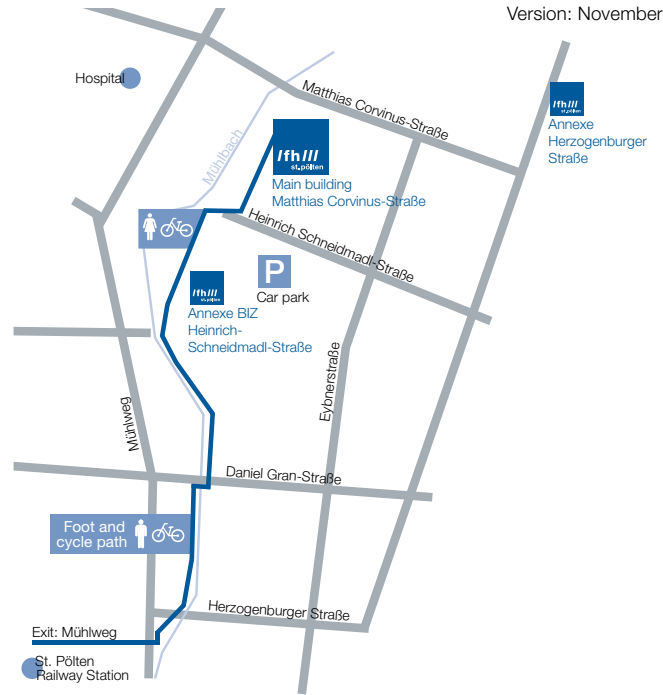 Version: November
Hospital
Matthias Corvinus-Straße
Mühlbach
/fh///
st.pölten
Annexe
Herzogenburger
Straße
/fh///
st.pölten
Main building
Matthias Corvinus-Straße
Heinrich Schneidmadl-Straße
P
Car park
/fh///
st.pölten
Annexe BIZ
Heinrich-
Schneidmadl-Straße
Eybnerstraße
Mühlweg
Daniel Gran-Straße
Foot and
cycle path
Herzogenburger Straße
Exit: Mühlweg
St. Pölten
Railway Station